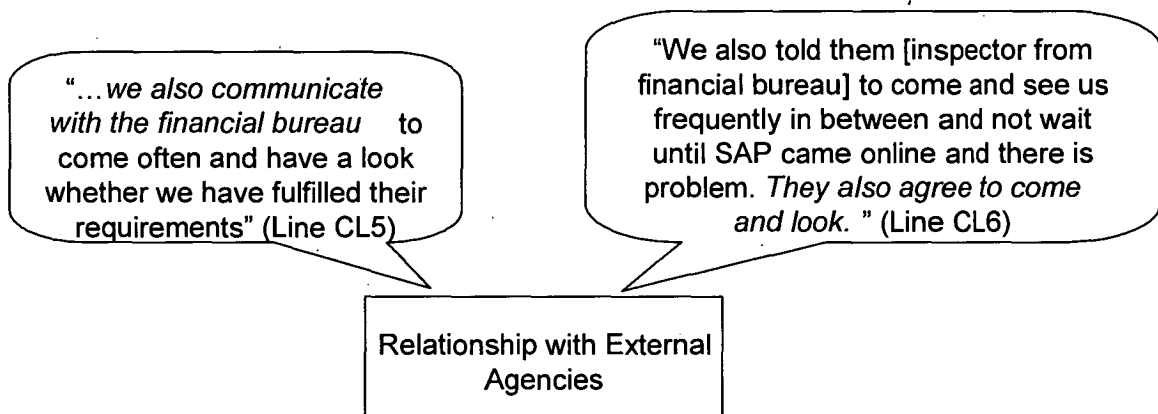 “…we also communicate
with the financial bureau to
come often and have a look
whether we have fulfilled their
requirements” (Line CL5)
“We also told them [inspector from
financial bureau] to come and see us
frequently in between and not wait
until SAP came online and there is
problem. They also agree to come
and look. ” (Line CL6)
Relationship with External
Agencies